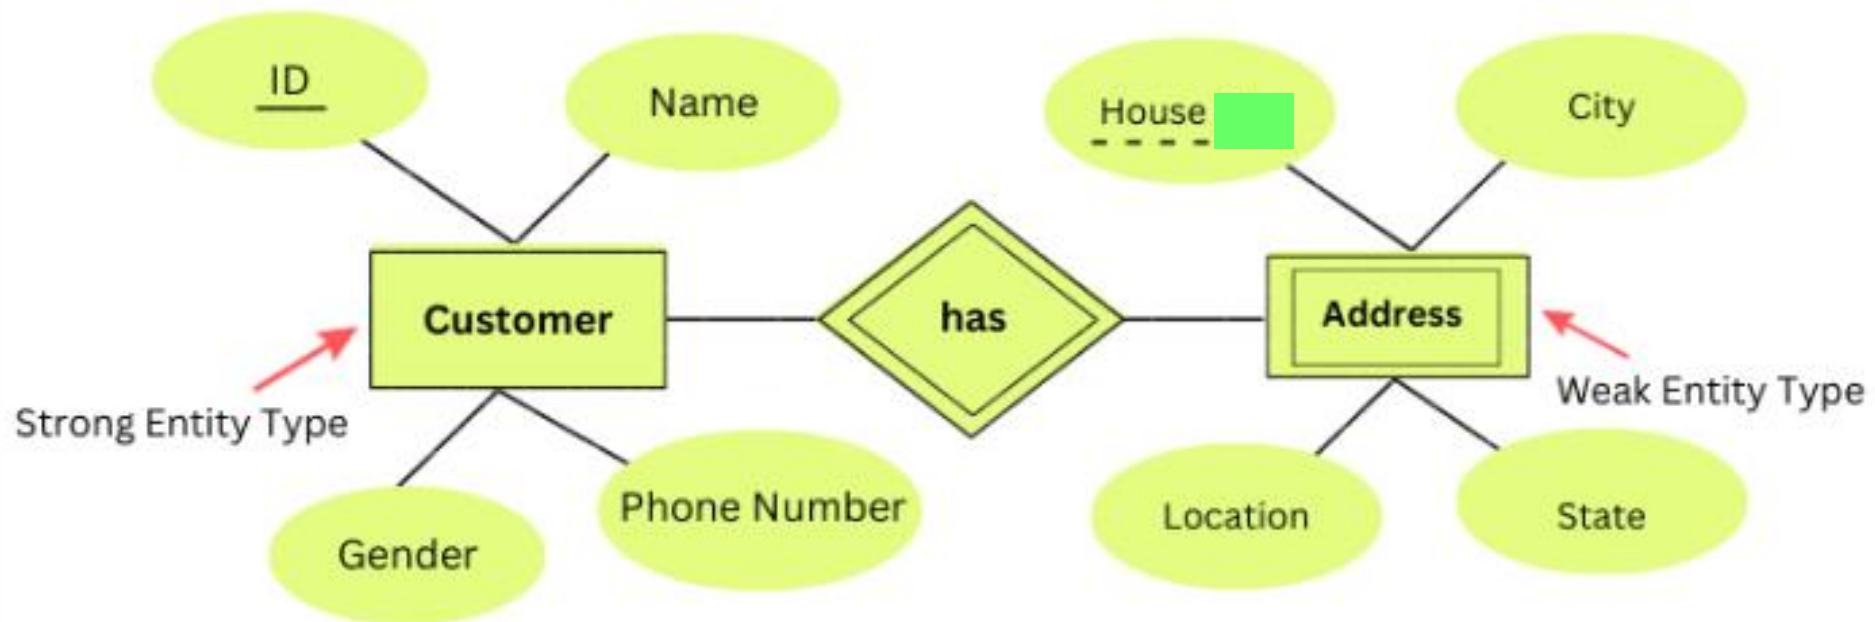 ID
Name
House
City
Customer
has
Address
Strong Entity Type
Weak Entity Type
Gender
Phone Number
Location
State